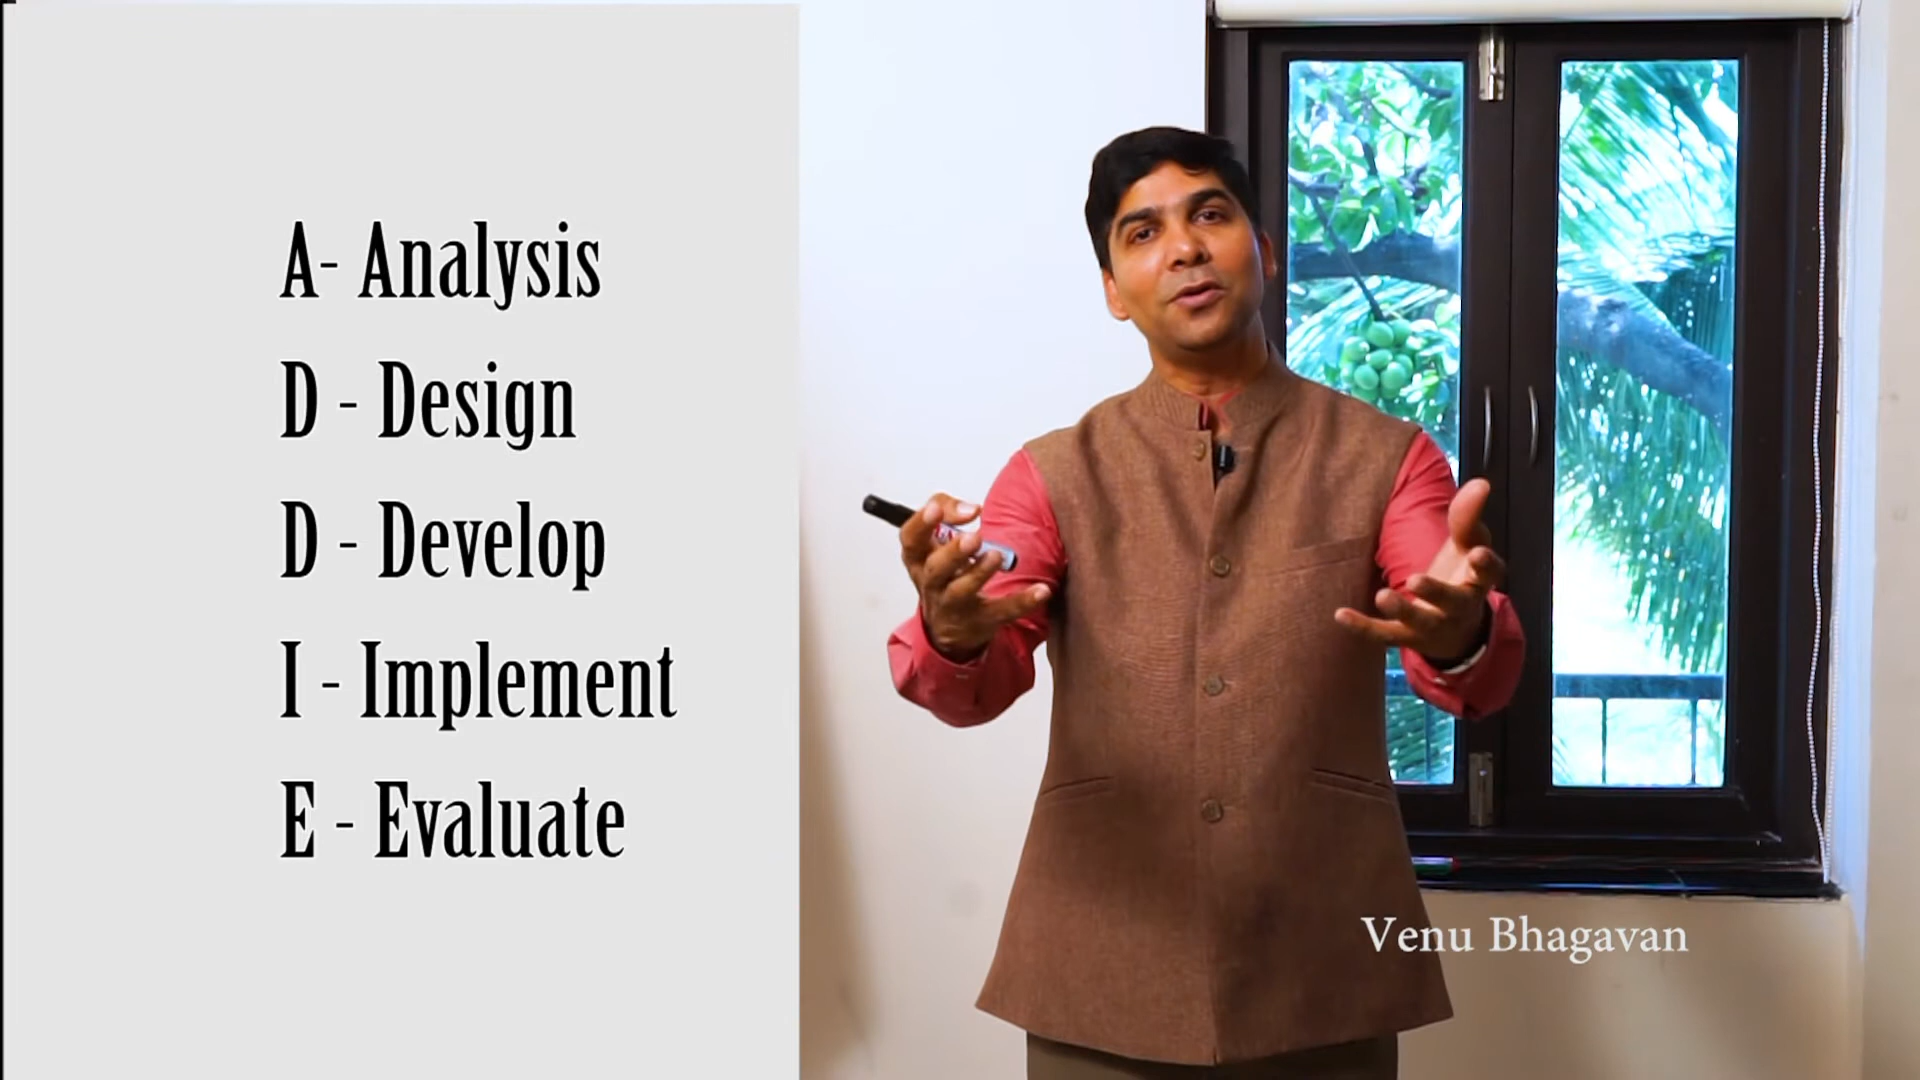 A- Analysis
D - Design
D - Develop
I - Implement
E - Evaluate
Venu Bhagavan